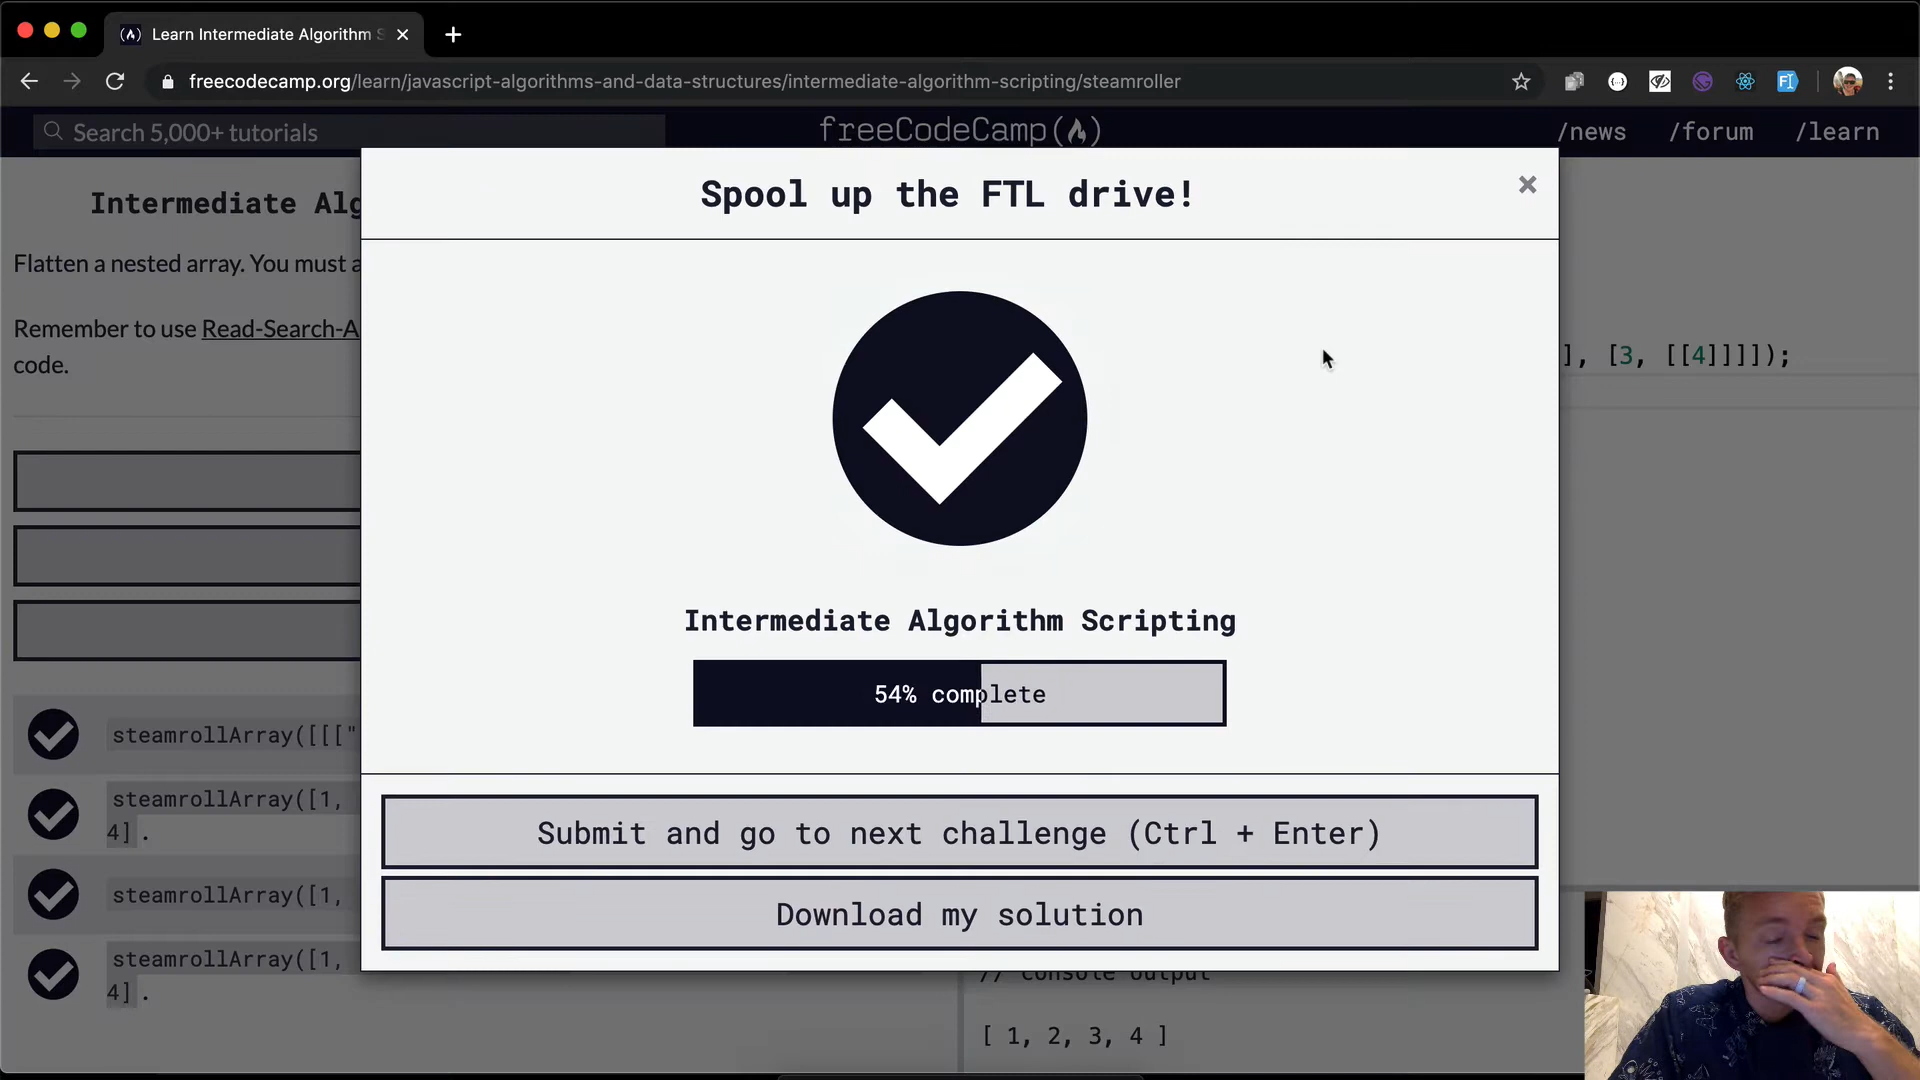 Learn Intermediate Algorithm S
freecodecamp.org/learn/javascript-algorithms-and-data-structures/intermediate-algorithm-scripting/steamroller
Search 5,000+ tutorials
freeCodeCamp(🔥)
/news /forum /learn
Intermediate Alg
Spool up the FTL drive!
×
Flatten a nested array. You must a
Remember to use Read-Search-A
code.
], [3, [[4]]]]);
Intermediate Algorithm Scripting
54% complete
steamrollArray([[["
steamrollArray([1,
4].
steamrollArray([1,
steamrollArray([1,
4].
Submit and go to next challenge (Ctrl + Enter)
Download my solution
// console output
[ 1, 2, 3, 4 ]